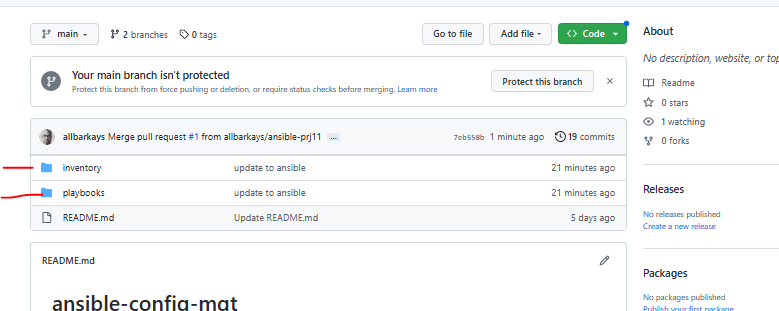 main
2 branches
0 tags
Go to file
Add file
Code
Your main branch isn't protected
Protect this branch from force pushing or deletion, or require status checks before merging. Learn more
Protect this branch
allbarkays Merge pull request #1 from allbarkays/ansible-prj11 ...
7eb558b 1 minute ago
19 commits
inventory update to ansible 21 minutes ago
playbooks update to ansible 21 minutes ago
README.md Update README.md 5 days ago
README.md
ansible-config-mgt
About
No description, website, or top
Readme
0 stars
1 watching
0 forks
Releases
No releases published
Create a new release
Packages
No packages published
Publish your first package